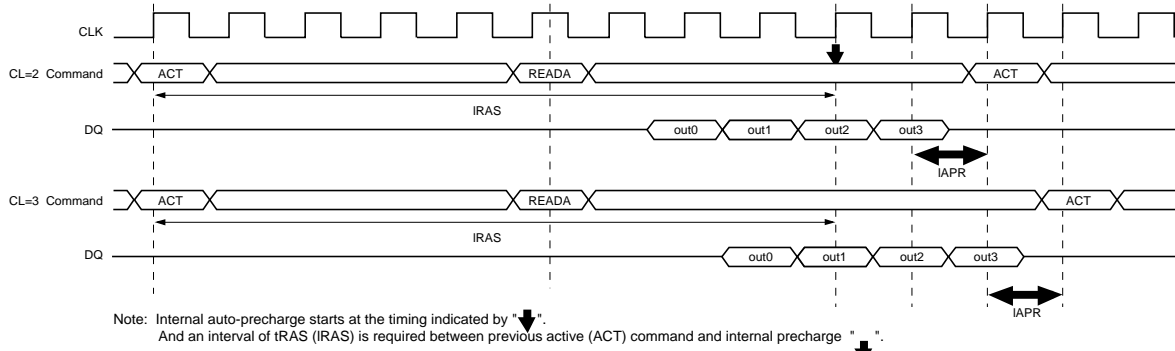 CLK
CL=2 Command ACT READA ACT
lRAS
DQ out0 out1 out2 out3
lAPR
CL=3 Command ACT READA ACT
lRAS
DQ out0 out1 out2 out3
lAPR
Note: Internal auto-precharge starts at the timing indicated by " ".
And an interval of tRAS (lRAS) is required between previous active (ACT) command and internal precharge " ".